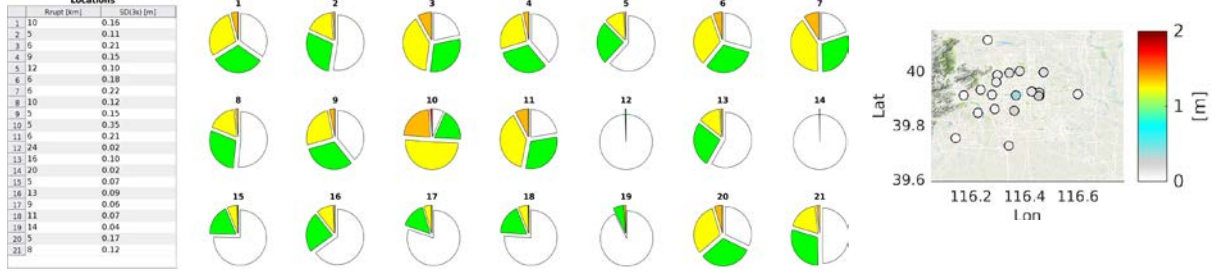 Locations
Rrupt [km] SD(3s) [m]
1 10 0.16
2 5 0.11
3 6 0.21
4 9 0.15
5 12 0.10
6 6 0.18
7 6 0.22
8 10 0.12
9 5 0.15
10 5 0.35
11 6 0.21
12 24 0.02
13 16 0.10
14 20 0.02
15 5 0.07
16 13 0.09
17 9 0.06
18 11 0.07
19 14 0.04
20 5 0.17
21 8 0.12
1 2 3 4 5 6 7
8 9 10 11 12 13 14
15 16 17 18 19 20 21
40
39.8
39.6
Lat
116.2 116.4 116.6
Lon
2
1
0
[m]